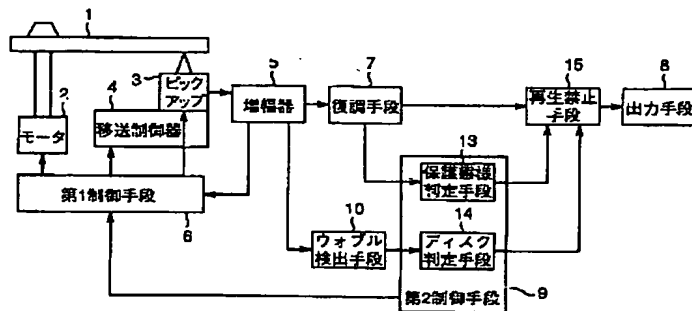 1
5
7
15
8
3
ピック
アップ
4
2
増幅器
復調手段
再生禁止
手段
出力手段
モータ
移送制御器
13
保護機構
判定手段
第1制御手段
6
10
14
ウォブル
検出手段
ディスク
判定手段
第2制御手段
9